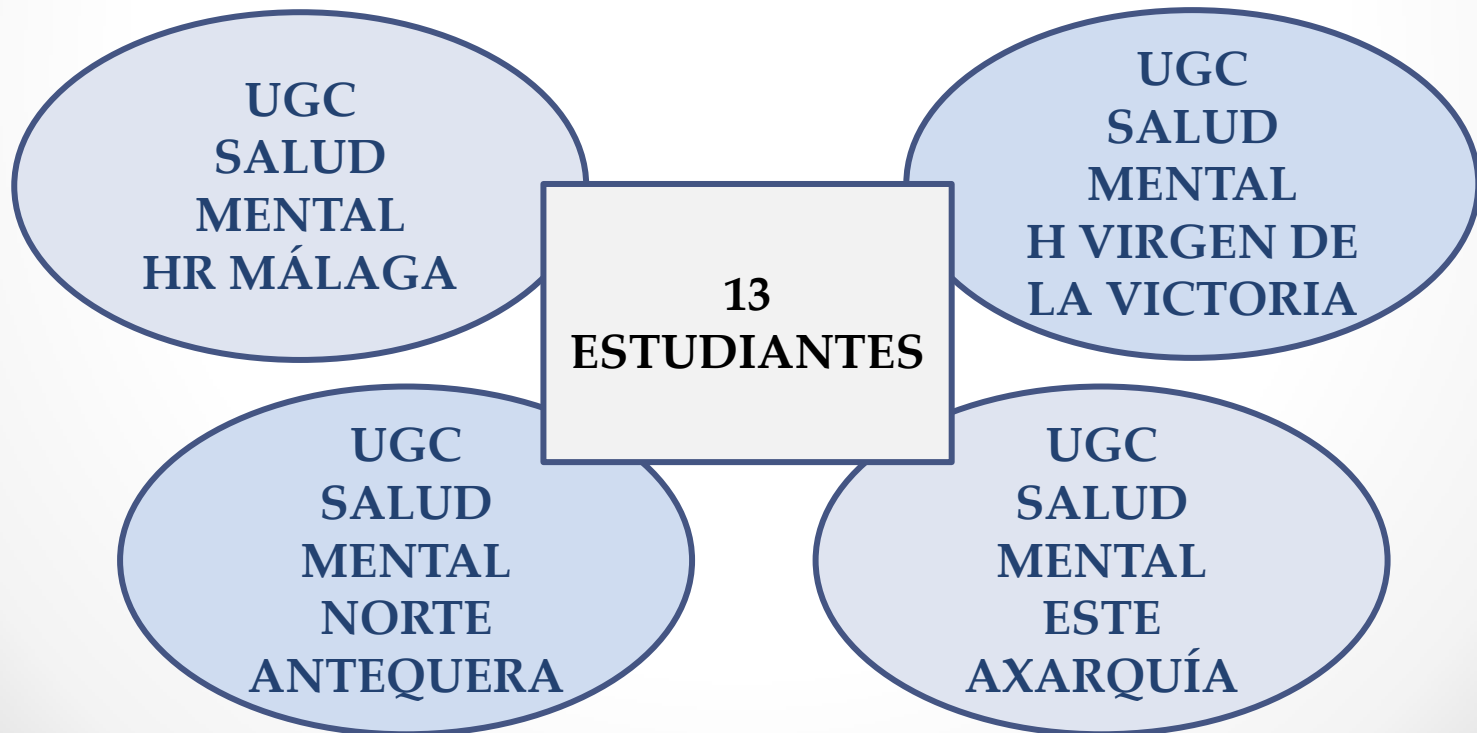 UGC
SALUD
MENTAL
HR MÁLAGA
UGC
SALUD
MENTAL
H VIRGEN DE
LA VICTORIA
13
ESTUDIANTES
UGC
SALUD
MENTAL
NORTE
ANTEQUERA
UGC
SALUD
MENTAL
ESTE
AXARQUÍA